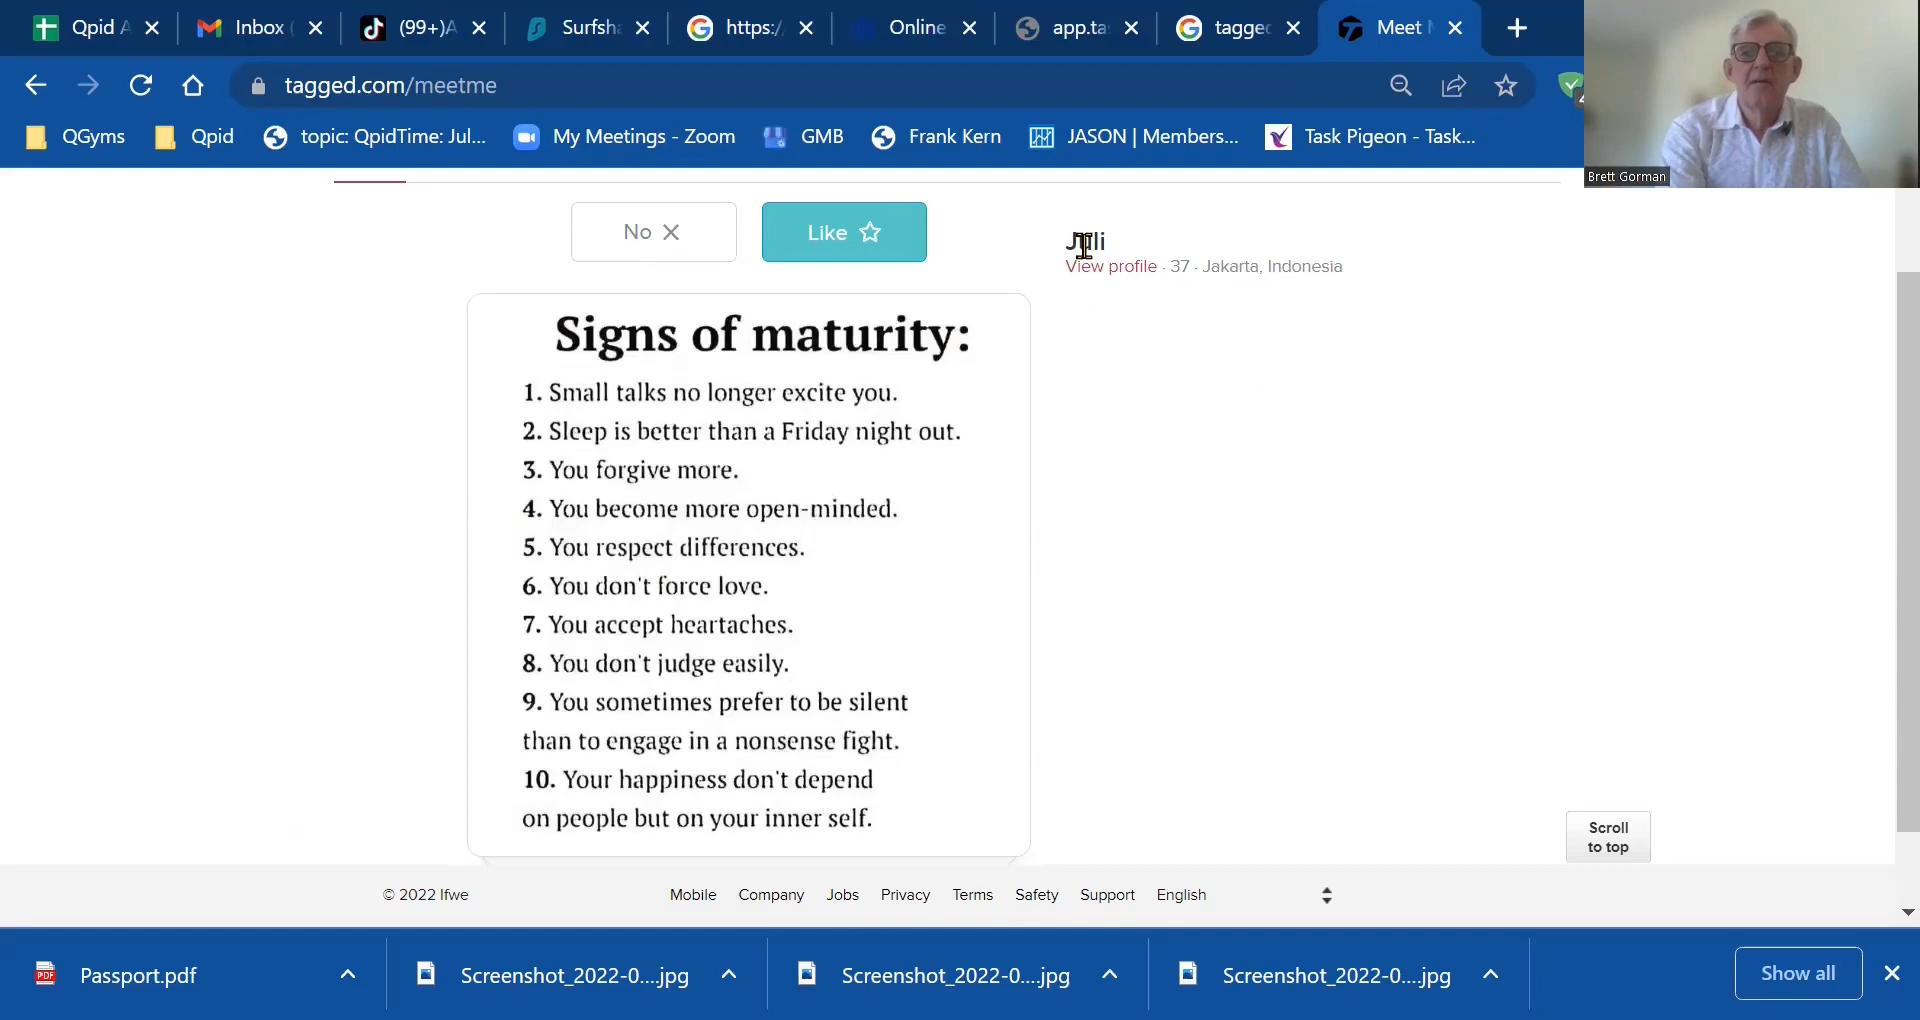 Qpid A
Inbox (
(99+)A
Surfsha
https:/
Online
app.ta
tagged
Meet M
tagged.com/meetme
QGyms
Qpid
topic: QpidTime: Jul...
My Meetings - Zoom
GMB
Frank Kern
JASON | Members...
Task Pigeon - Task...
Brett Gorman
No
Like
Juli
View profile · 37 · Jakarta, Indonesia
Signs of maturity:
1. Small talks no longer excite you.
2. Sleep is better than a Friday night out.
3. You forgive more.
4. You become more open-minded.
5. You respect differences.
6. You don't force love.
7. You accept heartaches.
8. You don't judge easily.
9. You sometimes prefer to be silent
than to engage in a nonsense fight.
10. Your happiness don't depend
on people but on your inner self.
Scroll
to top
© 2022 Ifwe
Mobile
Company
Jobs
Privacy
Terms
Safety
Support
English
PDF
Passport.pdf
Screenshot_2022-0....jpg
Screenshot_2022-0....jpg
Screenshot_2022-0....jpg
Show all